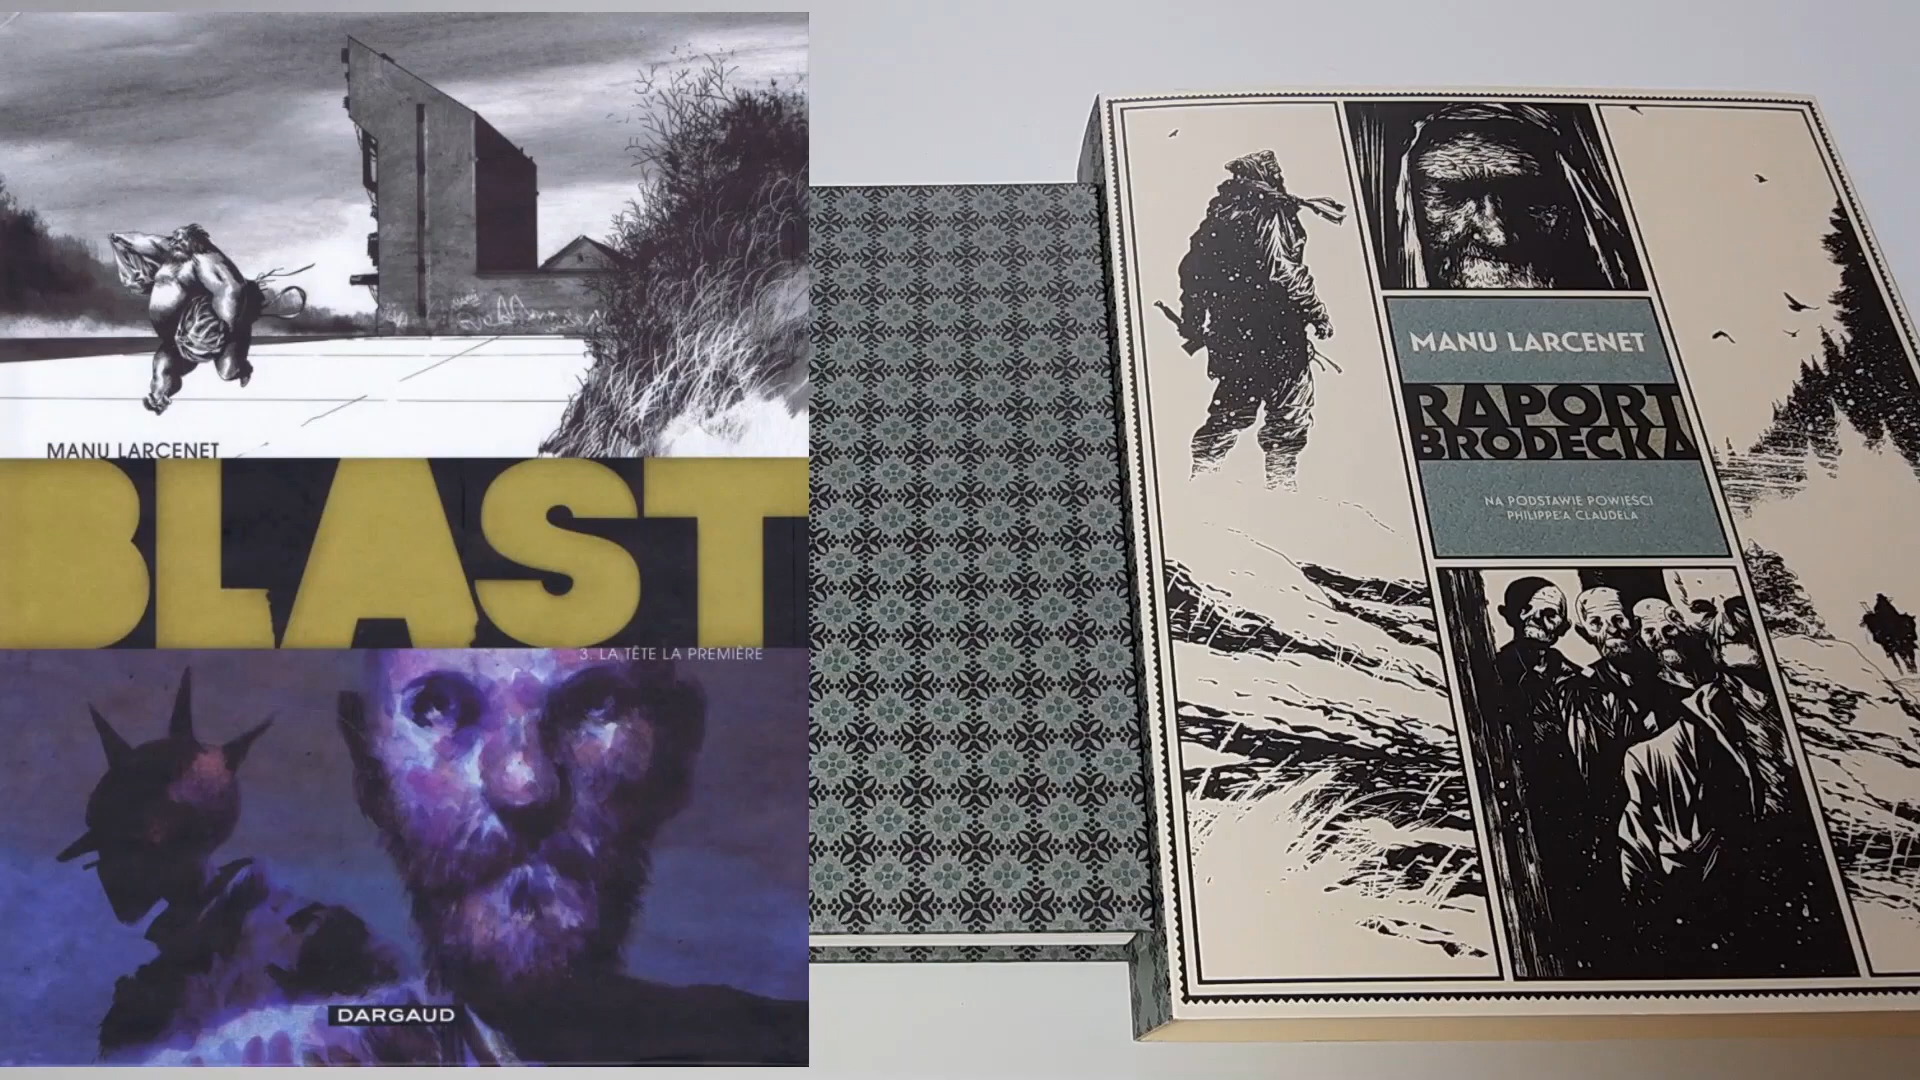 MANU LARCENET
BLAST
3. LA TÊTE LA PREMIÈRE
DARGAUD
MANU LARCENET
RAPORT
BRODECKA
NA PODSTAWIE POWIEŚCI
PHILIPPE'A CLAUDELA